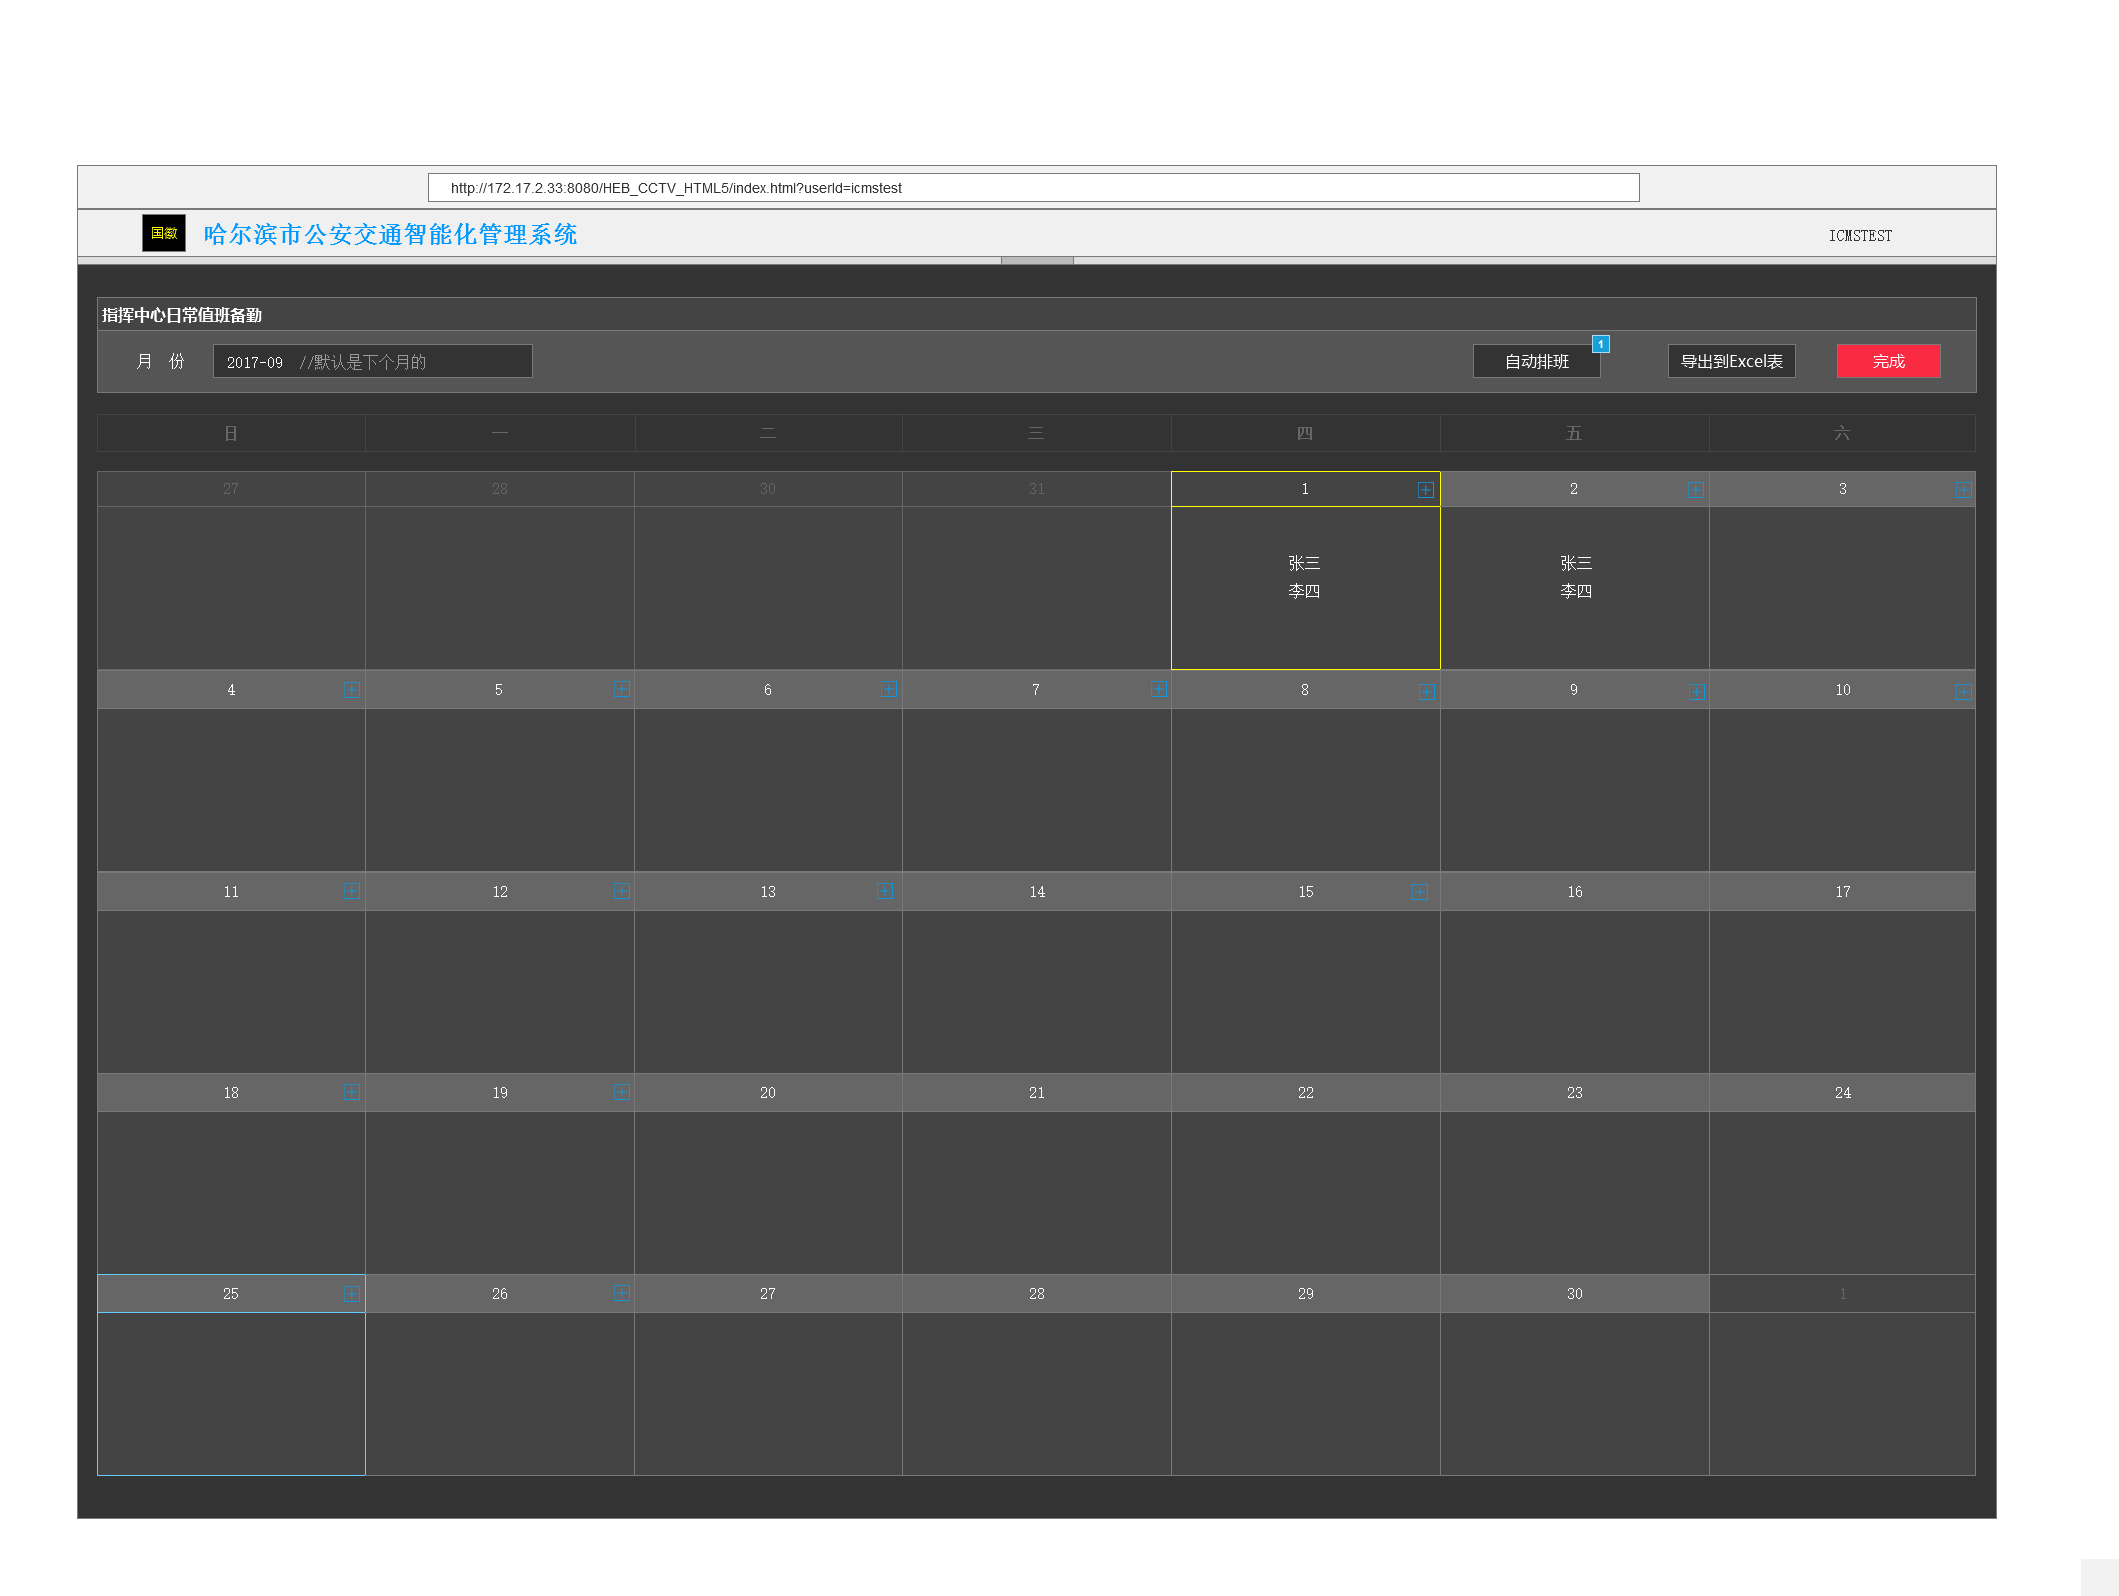 http://172.17.2.33:8080/HEB_CCTV_HTML5/index.html?userId=icmstest
国徽 哈尔滨市公安交通智能化管理系统 ICMSTEST
指挥中心日常值班备勤
月 份 2017-09 //默认是下个月的 自动排班 1 导出到Excel表 完成
日 一 二 三 四 五 六
27 28 30 31 1 2 3
张三 张三
李四 李四
4 5 6 7 8 9 10
11 12 13 14 15 16 17
18 19 20 21 22 23 24
25 26 27 28 29 30 1